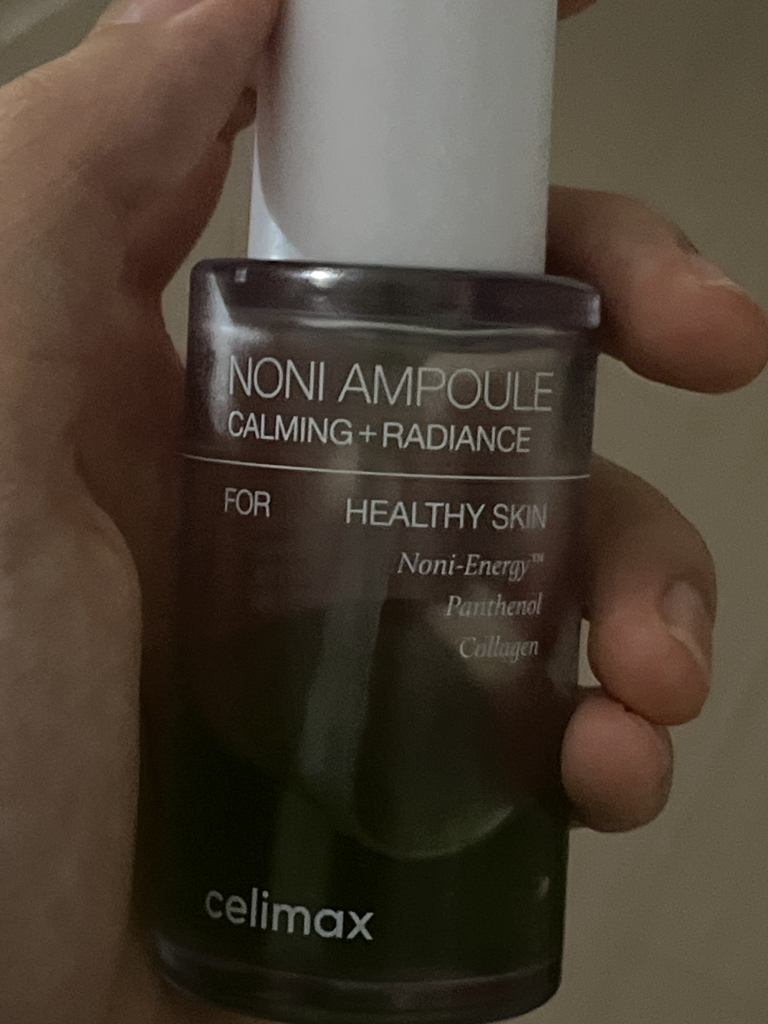 NONI AMPOULE
CALMING + RADIANCE
FOR HEALTHY SKIN
Noni-Energy™
Panthenol
Collagen
celimax